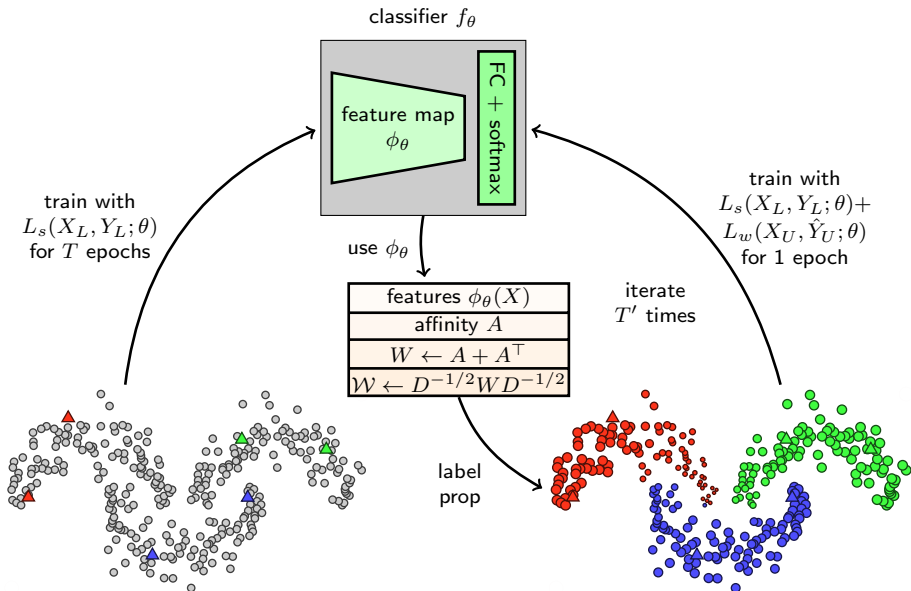 classifier $f_\theta$
feature map
$\phi_\theta$
FC + softmax
train with
$L_s(X_L, Y_L; \theta)$
for $T$ epochs
use $\phi_\theta$
features $\phi_\theta(X)$
affinity $A$
$W \leftarrow A + A^\top$
$\mathcal{W} \leftarrow D^{-1/2} W D^{-1/2}$
label
prop
iterate
$T'$ times
train with
$L_s(X_L, Y_L; \theta)+$
$L_w(X_U, \hat{Y}_U; \theta)$
for 1 epoch